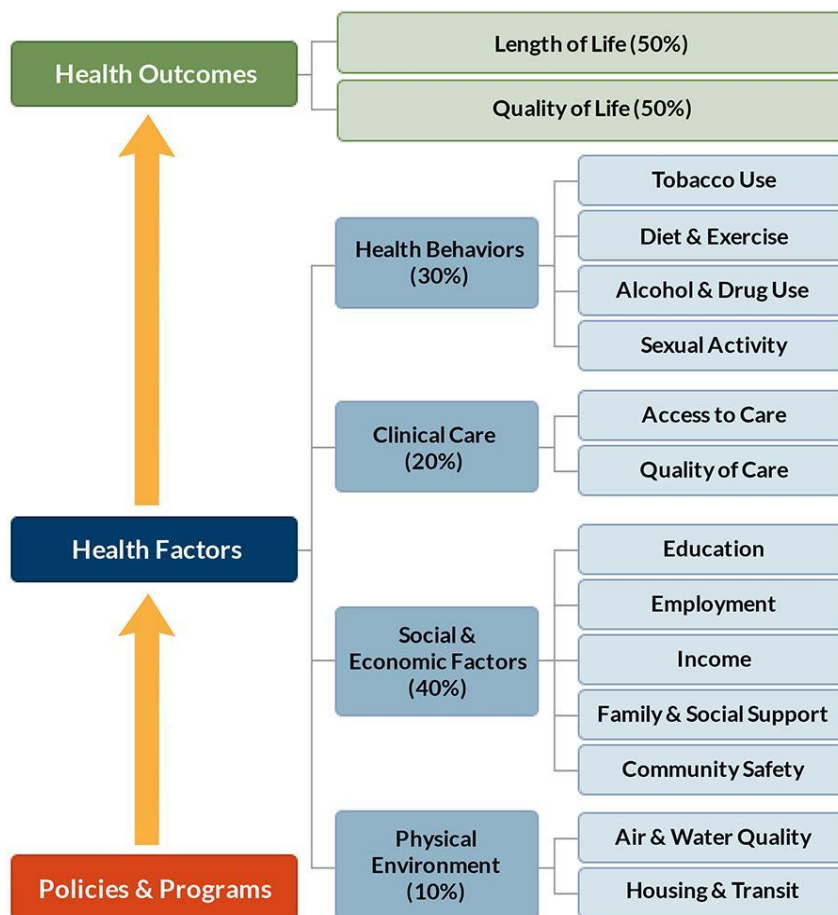 Health Outcomes
Length of Life (50%)
Quality of Life (50%)
Health Factors
Health Behaviors
(30%)
Tobacco Use
Diet & Exercise
Alcohol & Drug Use
Sexual Activity
Clinical Care
(20%)
Access to Care
Quality of Care
Social &
Economic Factors
(40%)
Education
Employment
Income
Family & Social Support
Community Safety
Physical
Environment
(10%)
Air & Water Quality
Housing & Transit
Policies & Programs